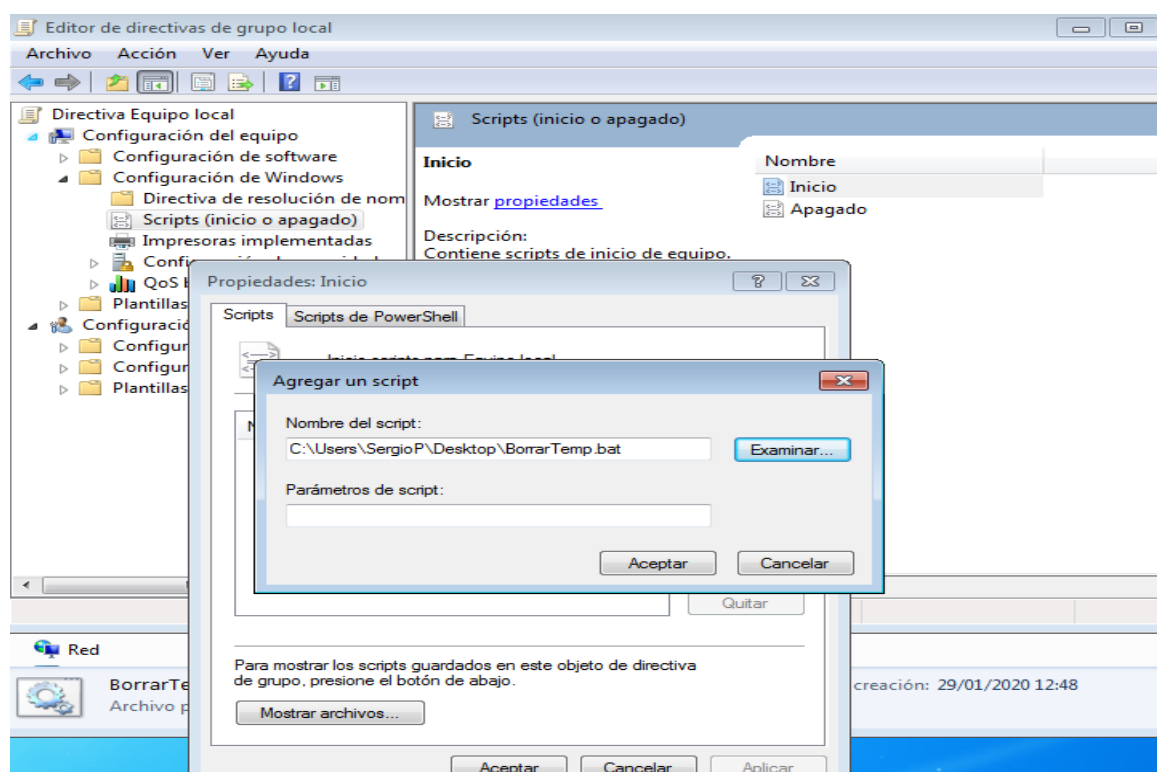 Editor de directivas de grupo local
Archivo Acción Ver Ayuda
Directiva Equipo local
Configuración del equipo
Configuración de software
Configuración de Windows
Directiva de resolución de nom
Scripts (inicio o apagado)
Impresoras implementadas
QoS
Plantillas
Configur
Configur
Plantillas
Scripts (inicio o apagado)
Inicio
Mostrar propiedades
Descripción:
Contiene scripts de inicio de equipo.
Nombre
Inicio
Apagado
Propiedades: Inicio
Scripts
Scripts de PowerShell
Agregar un script
Nombre del script:
C:\Users\SergioP\Desktop\BorrarTemp.bat
Examinar...
Parámetros de script:
Aceptar
Cancelar
Quitar
Para mostrar los scripts guardados en este objeto de directiva
de grupo, presione el botón de abajo.
Mostrar archivos...
Aceptar
Cancelar
Aplicar
Red
BorrarTe
Archivo p
creación: 29/01/2020 12:48